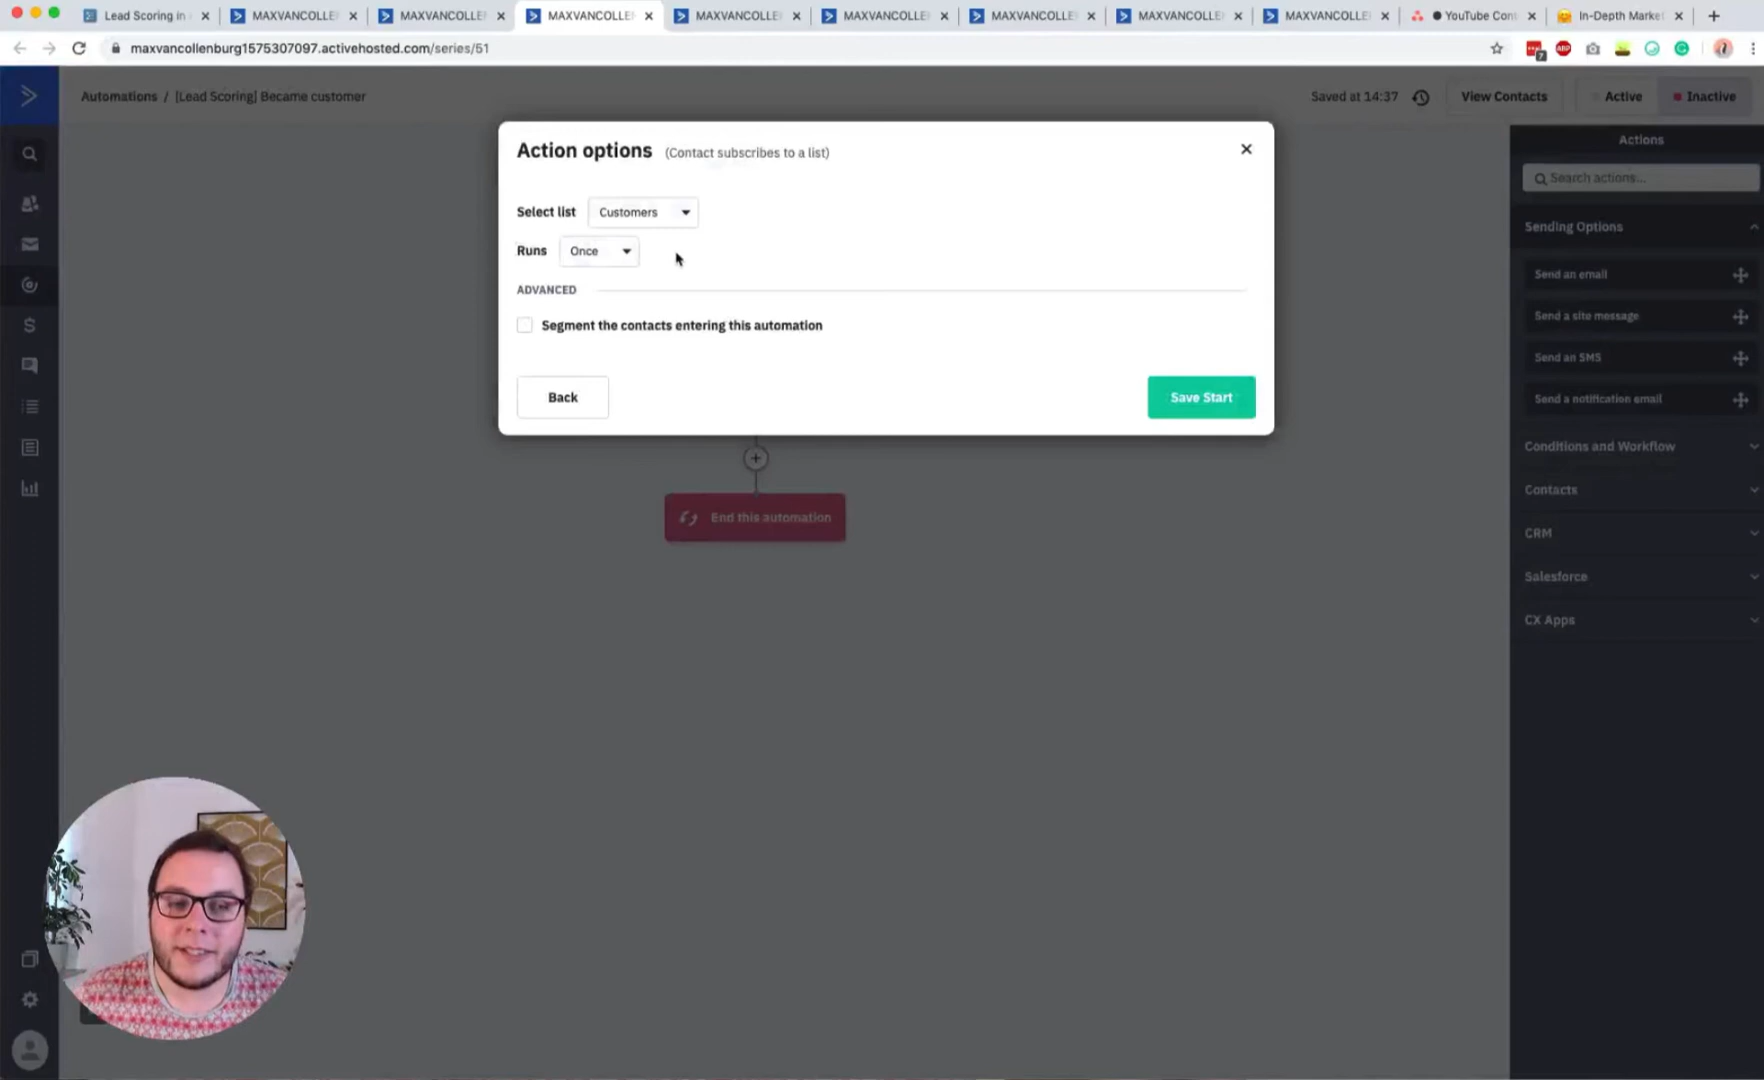 Lead Scoring in
MAXVANCOLLE
MAXVANCOLLE
MAXVANCOLLE
MAXVANCOLLE
MAXVANCOLLE
MAXVANCOLLE
MAXVANCOLLE
MAXVANCOLLE
YouTube Cont
In-Depth Market
maxvancollenburg1575307097.activehosted.com/series/51
7
ABP
Automations / [Lead Scoring] Became customer
Saved at 14:37
View Contacts
Active
Inactive
Action options (Contact subscribes to a list)
Select list Customers
Runs Once
ADVANCED
Segment the contacts entering this automation
Back
Save Start
End this automation
Actions
Search actions...
Sending Options
Send an email
Send a site message
Send an SMS
Send a notification email
Conditions and Workflow
Contacts
CRM
Salesforce
CX Apps